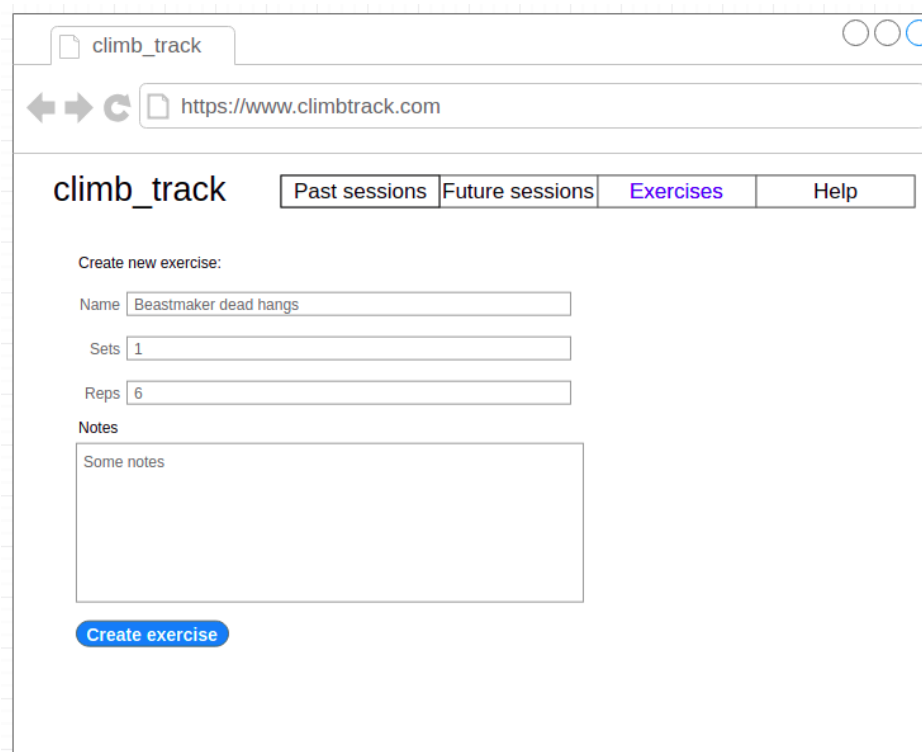 climb_track
https://www.climbtrack.com
climb_track Past sessions Future sessions Exercises Help
Create new exercise:
Name Beastmaker dead hangs
Sets 1
Reps 6
Notes
Some notes
Create exercise